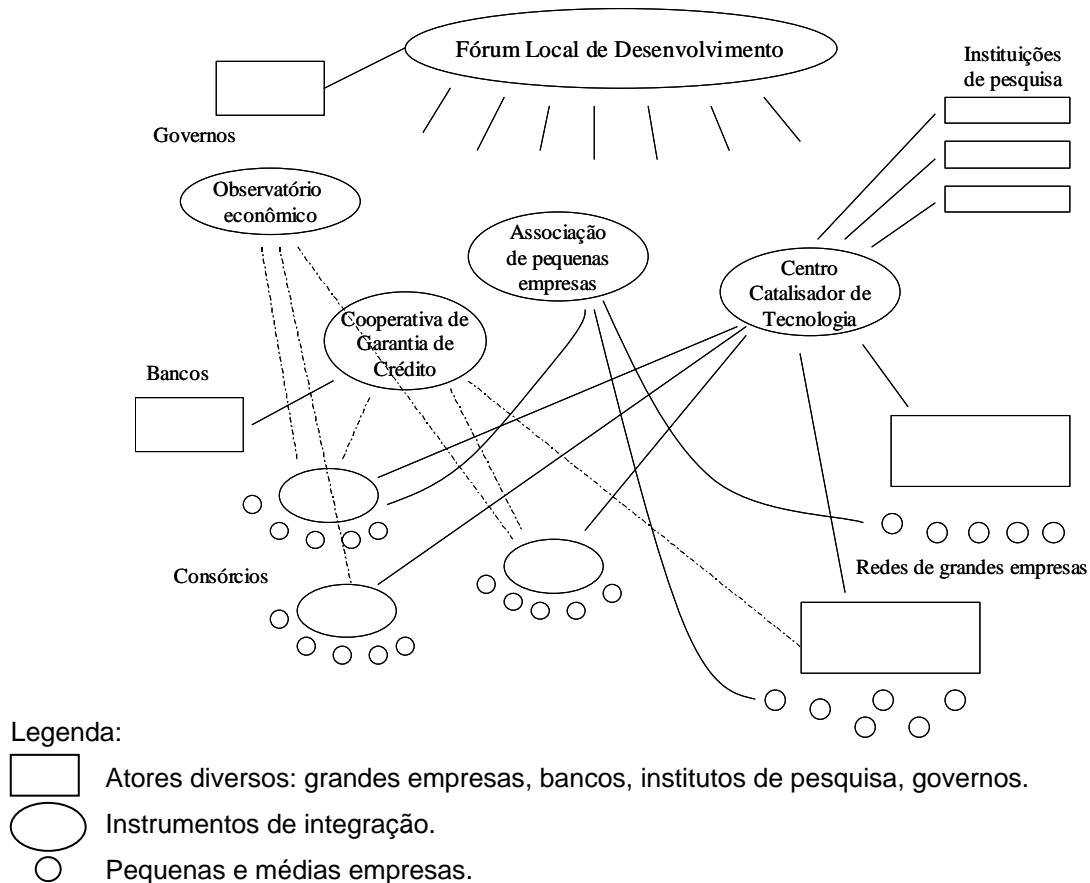 Fórum Local de Desenvolvimento
Instituições
de pesquisa
Governos
Observatório
econômico
Associação
de pequenas
empresas
Centro
Catalisador de
Tecnologia
Cooperativa de
Garantia de
Crédito
Bancos
Consórcios
Redes de grandes empresas
Legenda:
Atores diversos: grandes empresas, bancos, institutos de pesquisa, governos.
Instrumentos de integração.
Pequenas e médias empresas.